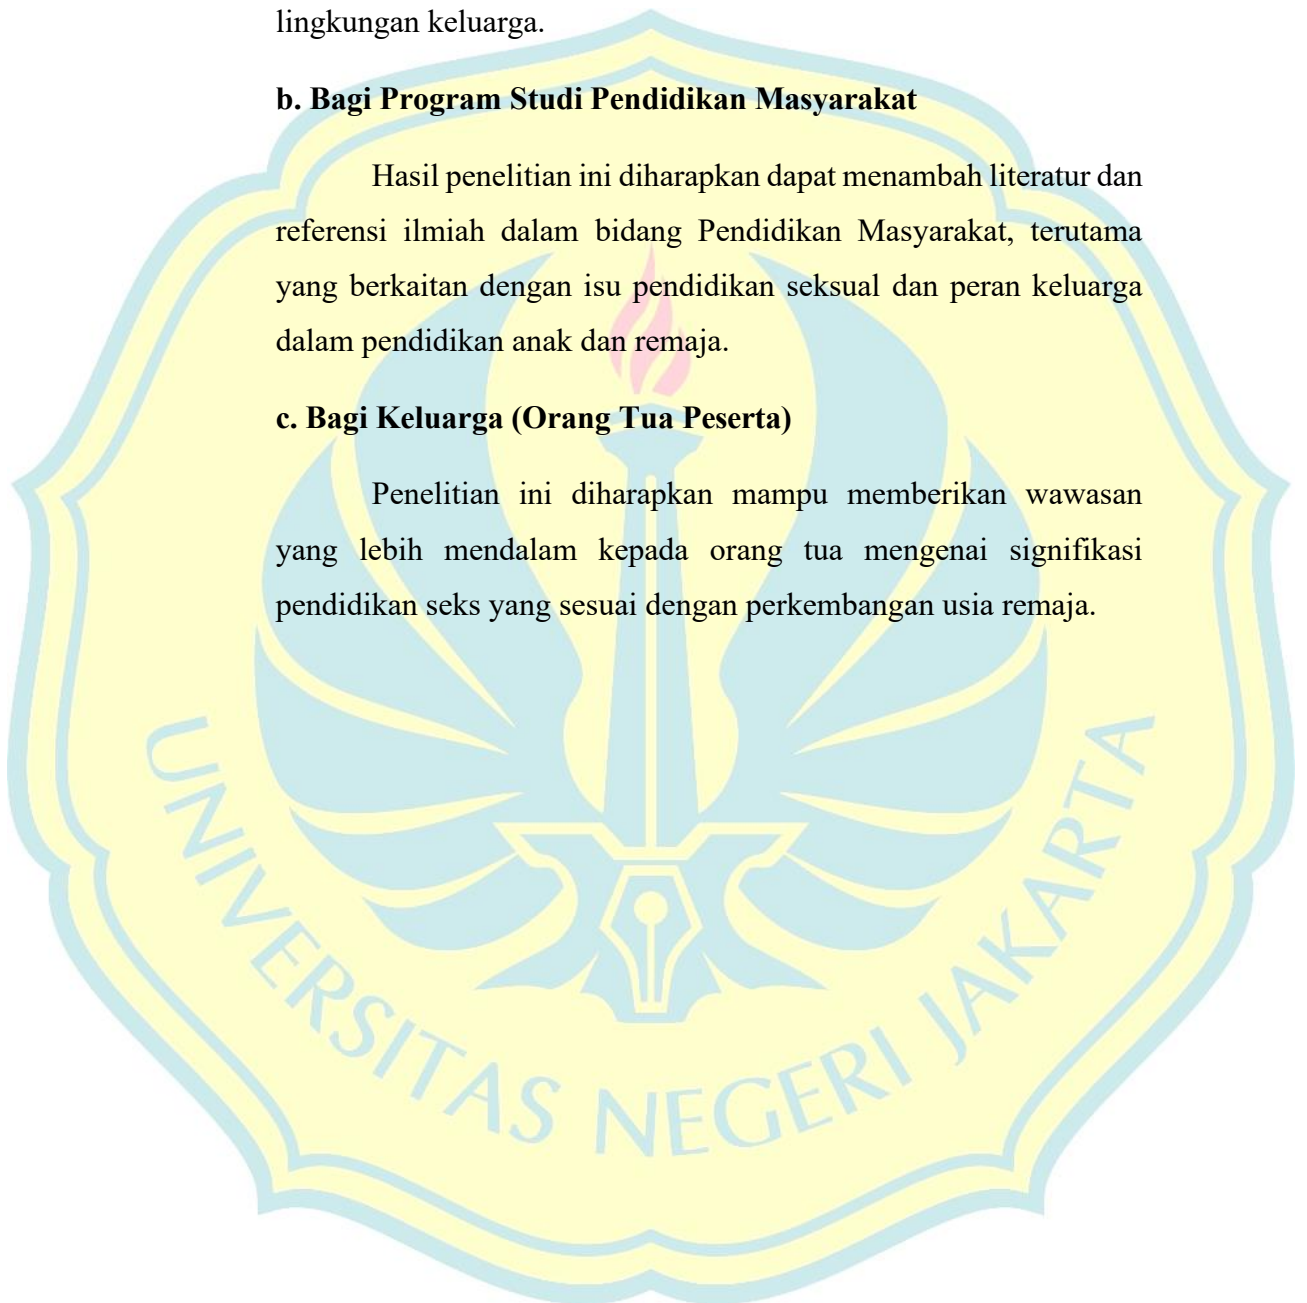 lingkungan keluarga.
b. Bagi Program Studi Pendidikan Masyarakat
Hasil penelitian ini diharapkan dapat menambah literatur dan
referensi ilmiah dalam bidang Pendidikan Masyarakat, terutama
yang berkaitan dengan isu pendidikan seksual dan peran keluarga
dalam pendidikan anak dan remaja.
c. Bagi Keluarga (Orang Tua Peserta)
Penelitian ini diharapkan mampu memberikan wawasan
yang lebih mendalam kepada orang tua mengenai signifikasi
pendidikan seks yang sesuai dengan perkembangan usia remaja.
UNIVERSITAS NEGERI JAKARTA